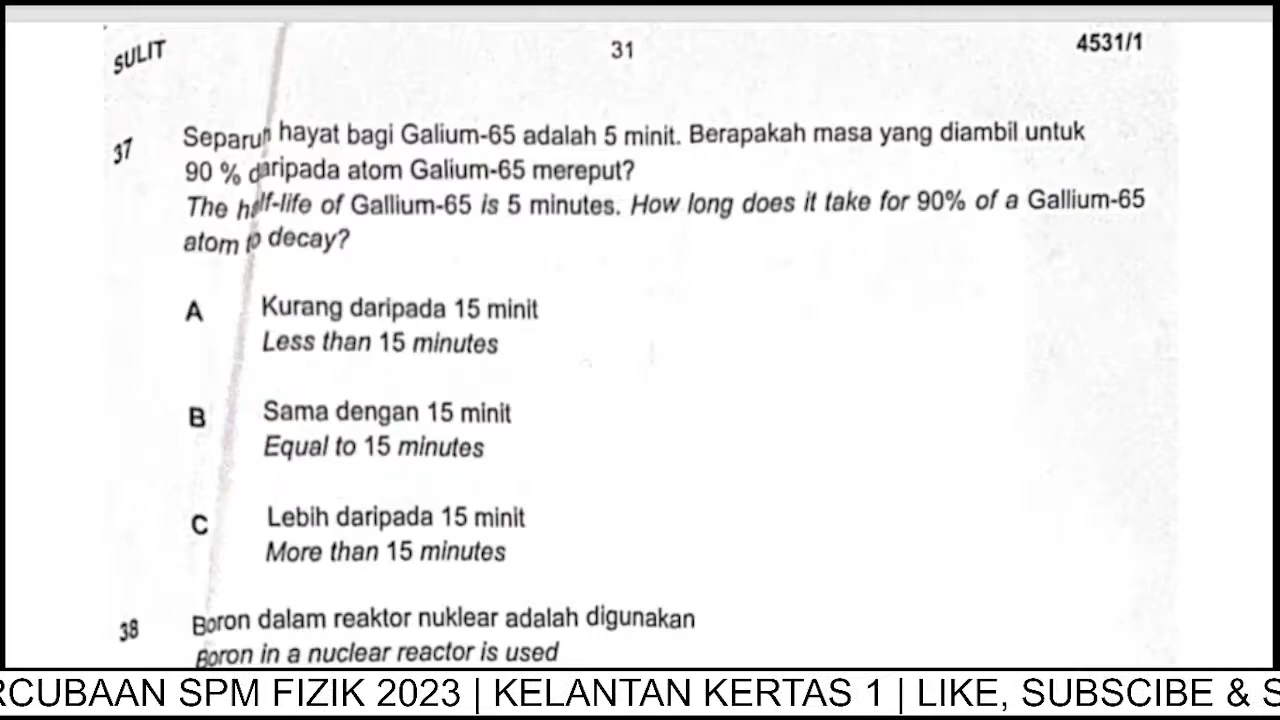 SULIT
31
4531/1
37
Separuh hayat bagi Galium-65 adalah 5 minit. Berapakah masa yang diambil untuk
90 % daripada atom Galium-65 mereput?
The half-life of Gallium-65 is 5 minutes. How long does it take for 90% of a Gallium-65
atom to decay?
A
Kurang daripada 15 minit
Less than 15 minutes
B
Sama dengan 15 minit
Equal to 15 minutes
C
Lebih daripada 15 minit
More than 15 minutes
38
Boron dalam reaktor nuklear adalah digunakan
Boron in a nuclear reactor is used
RCUBAAN SPM FIZIK 2023 | KELANTAN KERTAS 1 | LIKE, SUBSCIBE & S